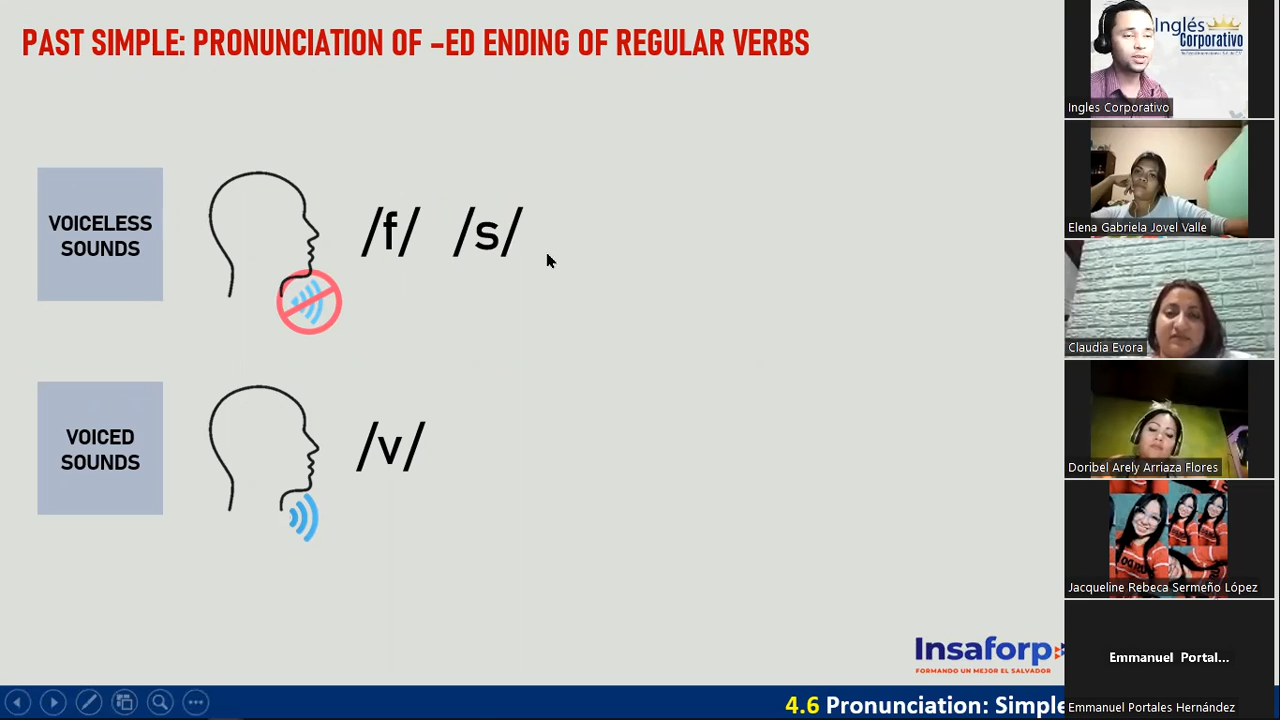 PAST SIMPLE: PRONUNCIATION OF -ED ENDING OF REGULAR VERBS
VOICELESS
SOUNDS
/f/ /s/
VOICED
SOUNDS
/v/
Insaforp
FORMANDO UN MEJOR EL SALVADOR
4.6 Pronunciation: Simple
Inglés
Corporativo
Ingles Corporativo
Elena Gabriela Jovel Valle
Claudia Evora
Doribel Arely Arriaza Flores
Jacqueline Rebeca Sermeño López
Emmanuel Portal...
Emmanuel Portales Hernández